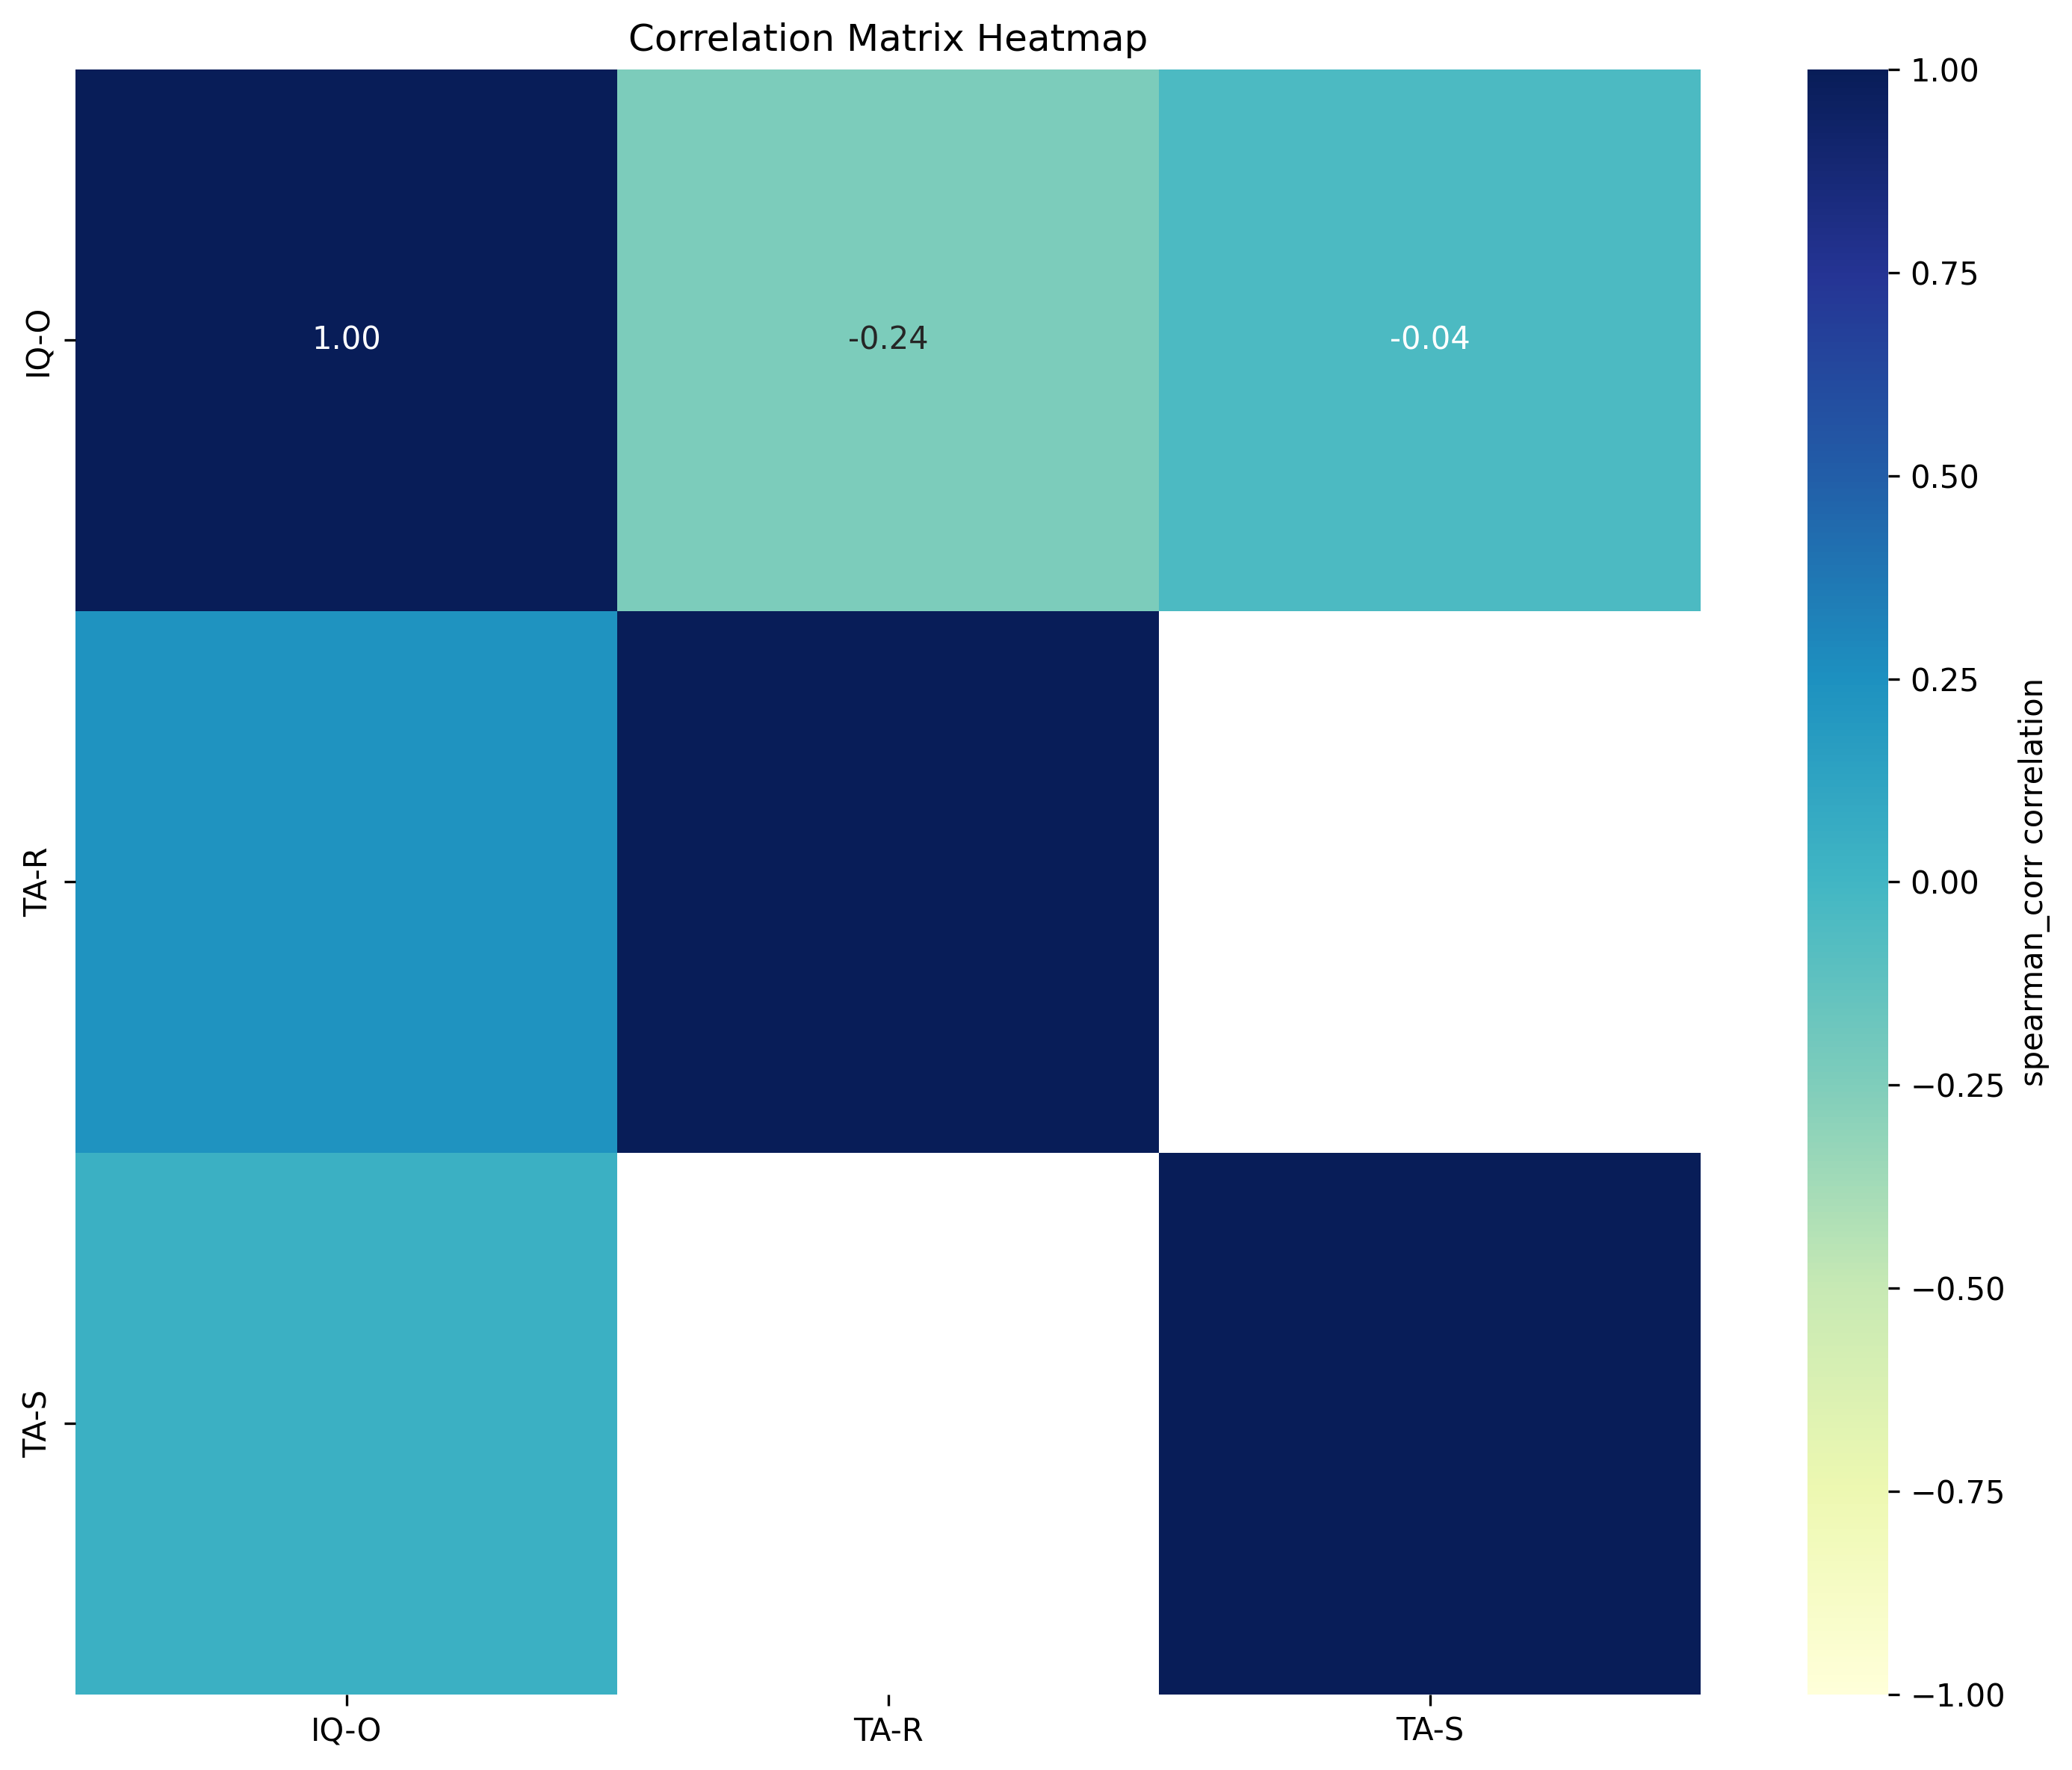 Correlation Matrix Heatmap
IQ-O
1.00
-0.24
-0.04
TA-R
TA-S
IQ-O
TA-R
TA-S
1.00
0.75
0.50
0.25
0.00
−0.25
−0.50
−0.75
−1.00
spearman_corr correlation